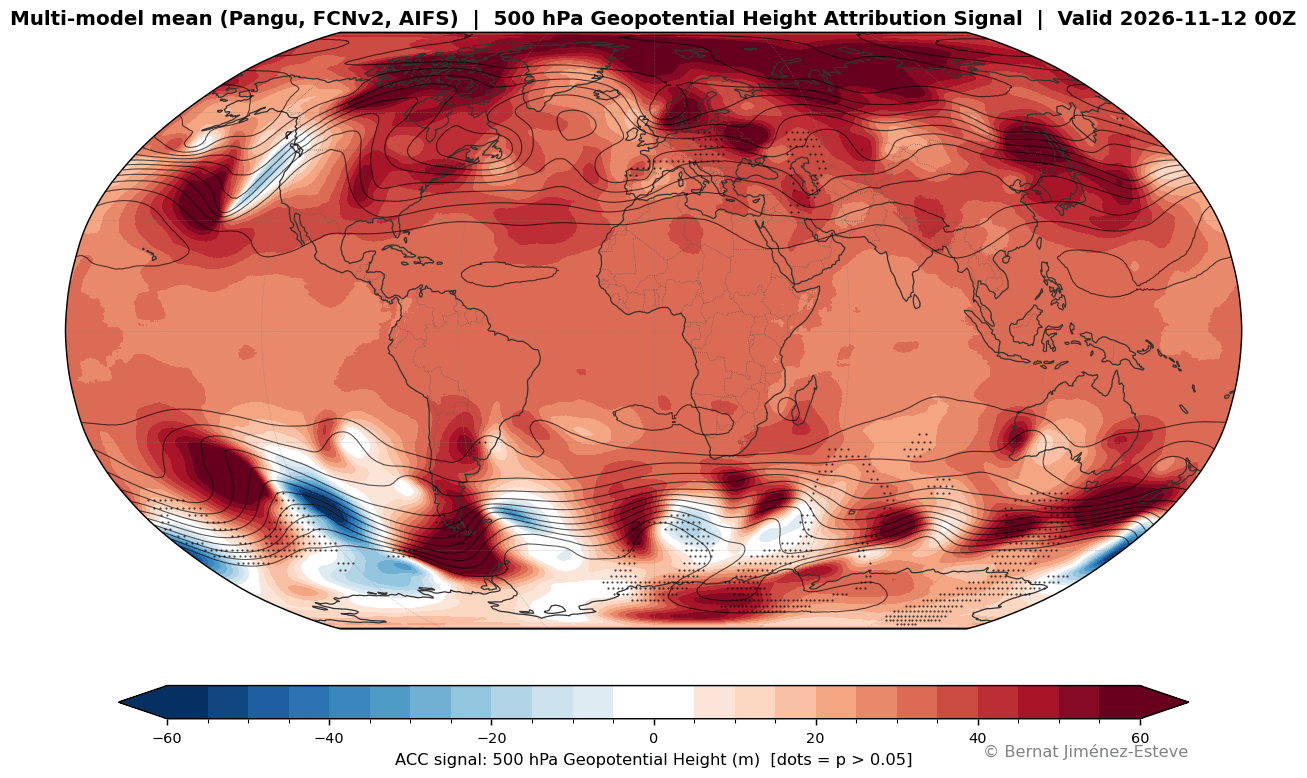 Multi-model mean (Pangu, FCNv2, AIFS)  |  500 hPa Geopotential Height Attribution Signal  |  Valid 2026-11-12 00Z
−60 −40 −20 0 20 40 60
ACC signal: 500 hPa Geopotential Height (m)  [dots = p > 0.05]
© Bernat Jiménez-Esteve